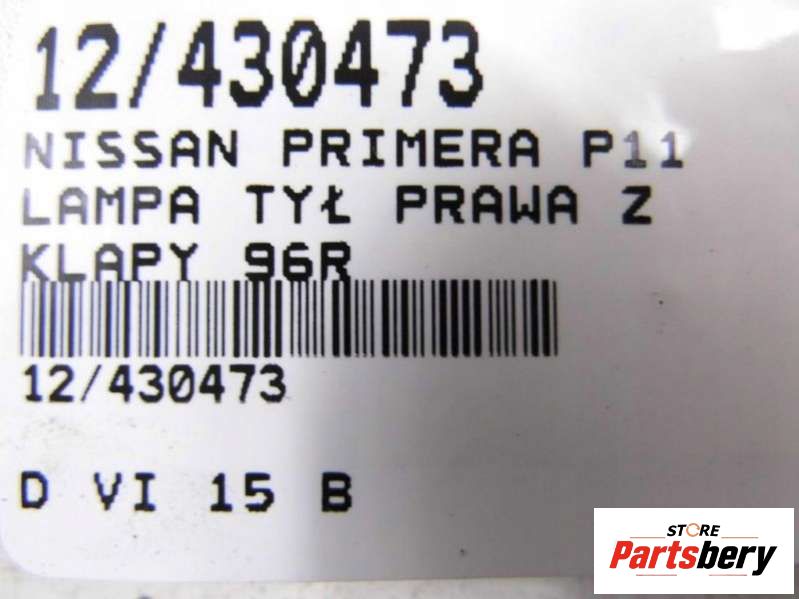 12/430473
NISSAN PRIMERA P11
LAMPA TYŁ PRAWA Z
KLAPY 96R
12/430473
D VI 15 B
STORE
Partsbery